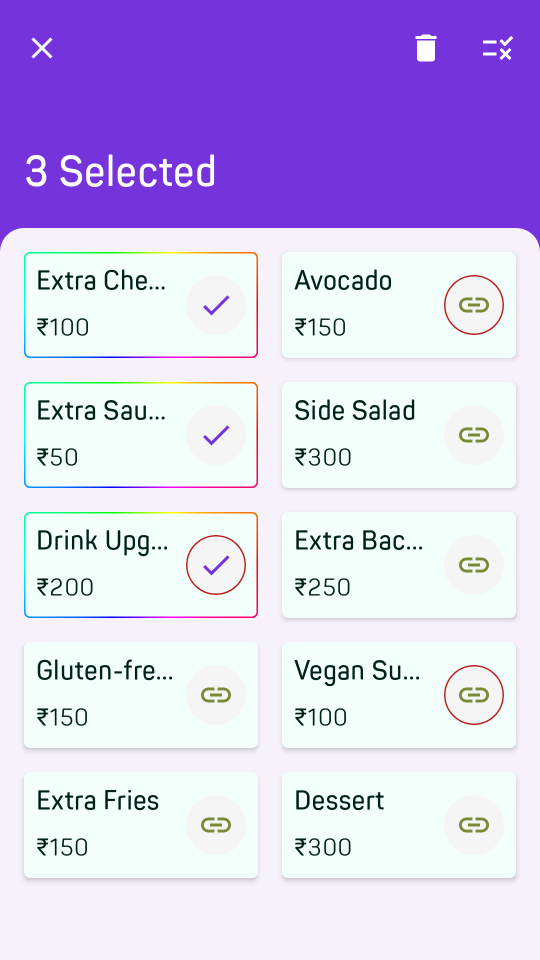 3 Selected
Extra Che...
₹100
Avocado
₹150
Extra Sau...
₹50
Side Salad
₹300
Drink Upg...
₹200
Extra Bac...
₹250
Gluten-fre...
₹150
Vegan Su...
₹100
Extra Fries
₹150
Dessert
₹300